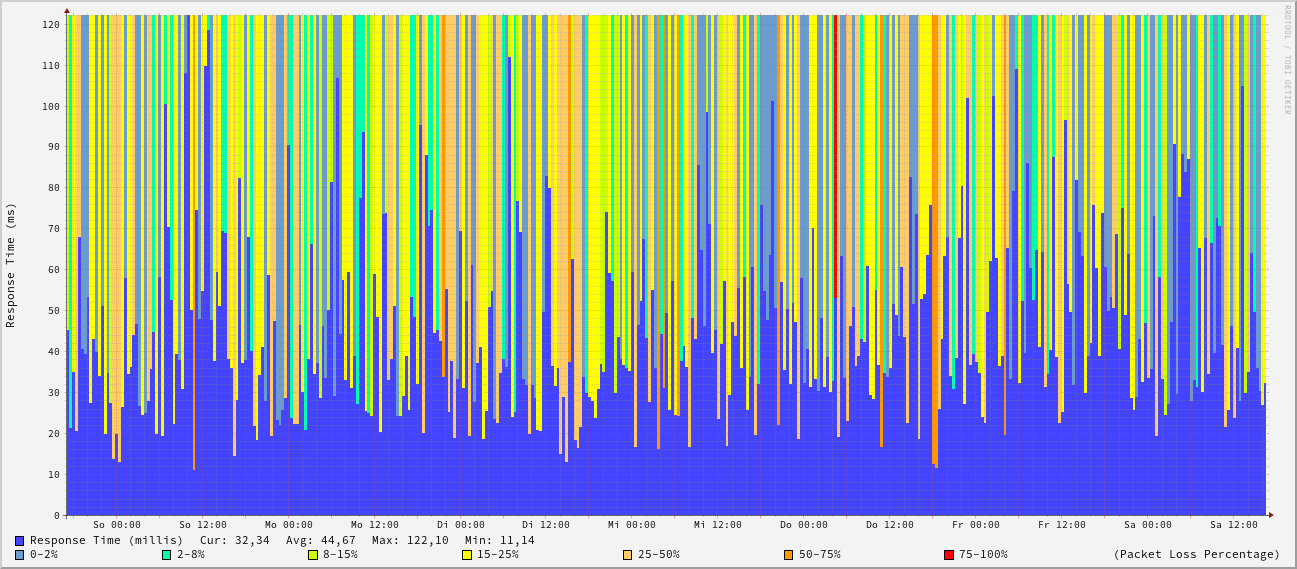 120
110
100
90
80
70
60
50
40
30
20
10
0
Response Time (ms)
RRDTOOL / TOBI OETIKER
So 00:00 So 12:00 Mo 00:00 Mo 12:00 Di 00:00 Di 12:00 Mi 00:00 Mi 12:00 Do 00:00 Do 12:00 Fr 00:00 Fr 12:00 Sa 00:00 Sa 12:00
Response Time (millis) Cur: 32,34 Avg: 44,67 Max: 122,10 Min: 11,14
0-2% 2-8% 8-15% 15-25% 25-50% 50-75% 75-100% (Packet Loss Percentage)